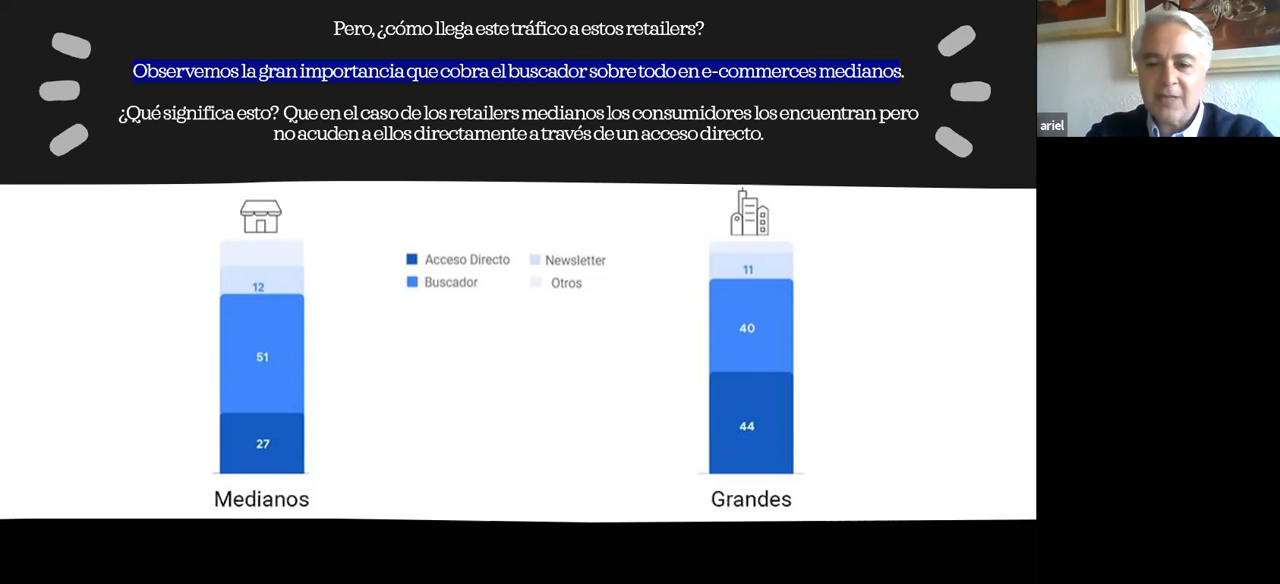 Pero, ¿cómo llega este tráfico a estos retailers?
Observemos la gran importancia que cobra el buscador sobre todo en e-commerces medianos.
¿Qué significa esto? Que en el caso de los retailers medianos los consumidores los encuentran pero
no acuden a ellos directamente a través de un acceso directo.
ariel
Acceso Directo
Newsletter
Buscador
Otros
12
51
27
Medianos
11
40
44
Grandes